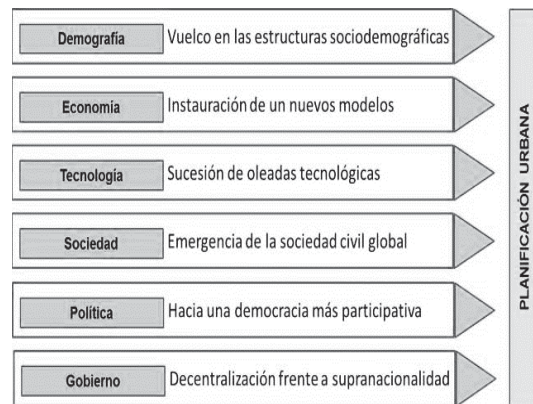 Demografía Vuelco en las estructuras sociodemográficas
Economía Instauración de un nuevos modelos
Tecnología Sucesión de oleadas tecnológicas
Sociedad Emergencia de la sociedad civil global
Política Hacia una democracia más participativa
Gobierno Decentralización frente a supranacionalidad
PLANIFICACIÓN URBANA